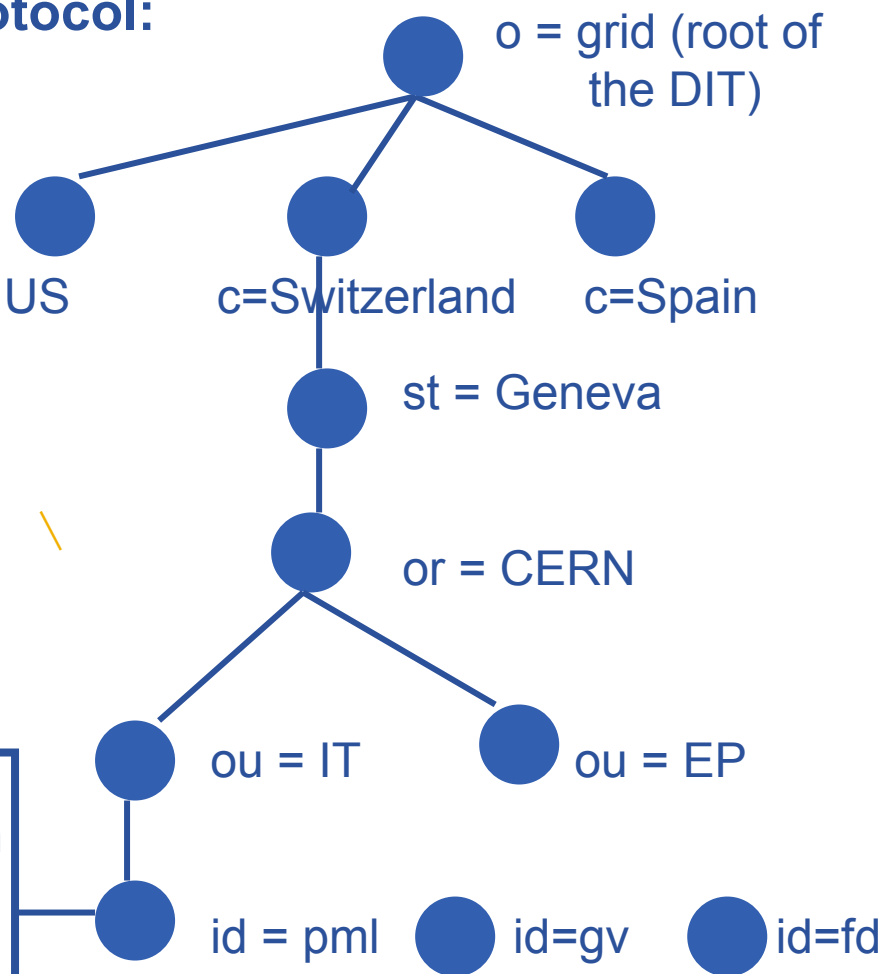 otocol:
o = grid (root of
the DIT)
US
c=Switzerland
c=Spain
st = Geneva
or = CERN
ou = IT
ou = EP
id = pml
id=gv
id=fd